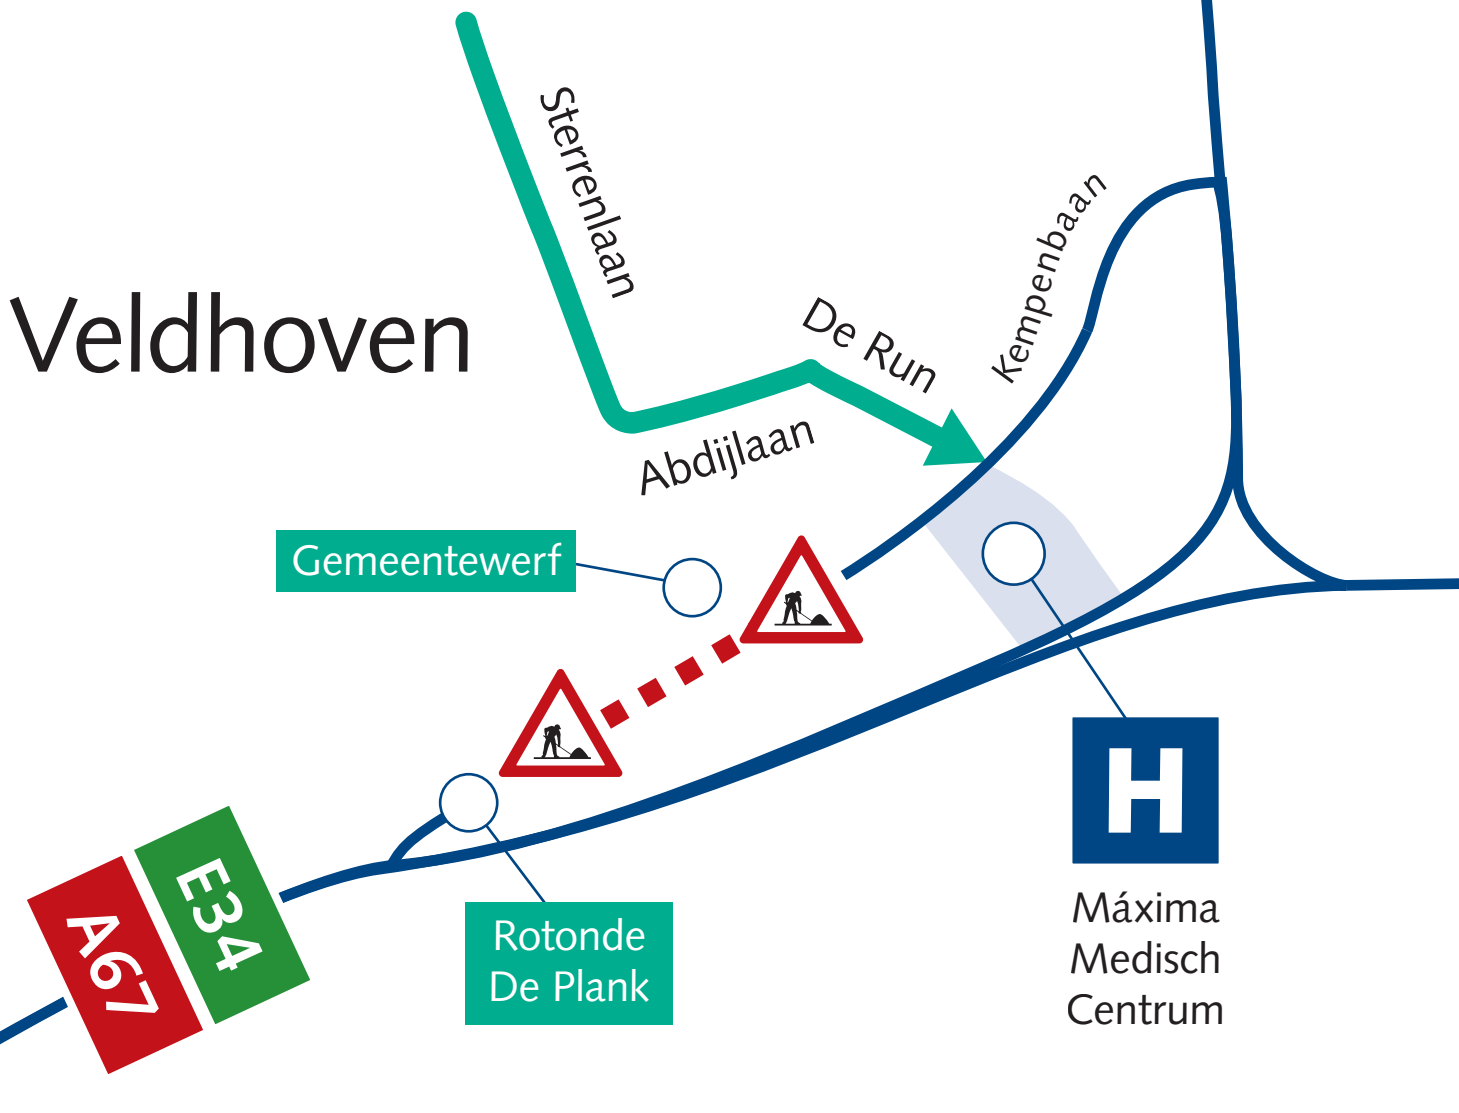 Sterrenlaan
Kempenbaan
Veldhoven
De Run
Abdijlaan
Gemeentewerf
H
E34
A67
Rotonde
De Plank
Máxima
Medisch
Centrum